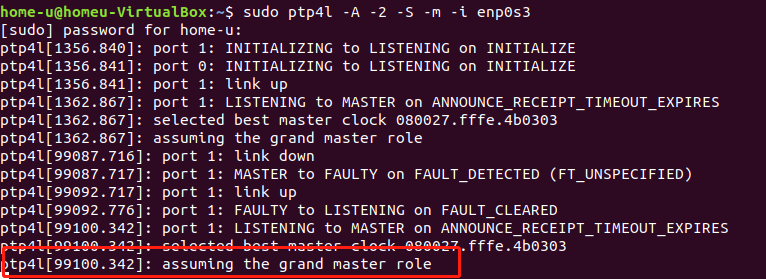 home-u@homeu-VirtualBox:~$ sudo ptp4l -A -2 -S -m -i enp0s3
[sudo] password for home-u:
ptp4l[1356.840]: port 1: INITIALIZING to LISTENING on INITIALIZE
ptp4l[1356.841]: port 0: INITIALIZING to LISTENING on INITIALIZE
ptp4l[1356.841]: port 1: link up
ptp4l[1362.867]: port 1: LISTENING to MASTER on ANNOUNCE_RECEIPT_TIMEOUT_EXPIRES
ptp4l[1362.867]: selected best master clock 080027.fffe.4b0303
ptp4l[1362.867]: assuming the grand master role
ptp4l[99087.716]: port 1: link down
ptp4l[99087.717]: port 1: MASTER to FAULTY on FAULT_DETECTED (FT_UNSPECIFIED)
ptp4l[99092.717]: port 1: link up
ptp4l[99092.776]: port 1: FAULTY to LISTENING on FAULT_CLEARED
ptp4l[99100.342]: port 1: LISTENING to MASTER on ANNOUNCE_RECEIPT_TIMEOUT_EXPIRES
ptp4l[99100.342]: selected best master clock 080027.fffe.4b0303
ptp4l[99100.342]: assuming the grand master role